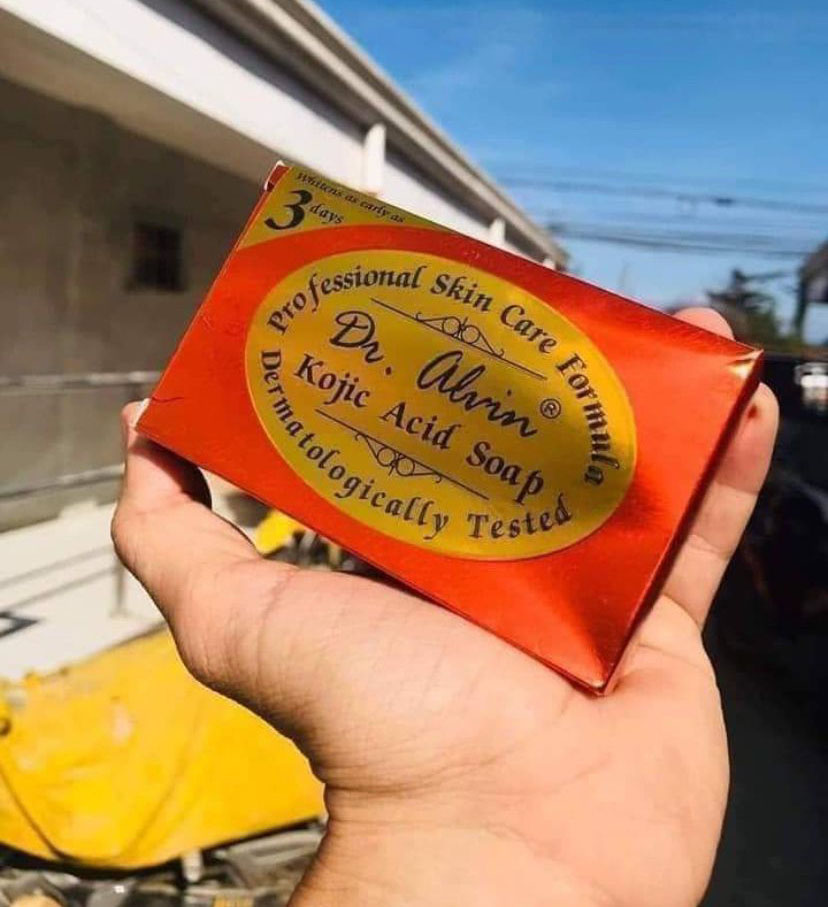 Whitens as early as
3 days
Professional Skin Care Formula
Dr. Alvin®
Kojic Acid Soap
Dermatologically Tested